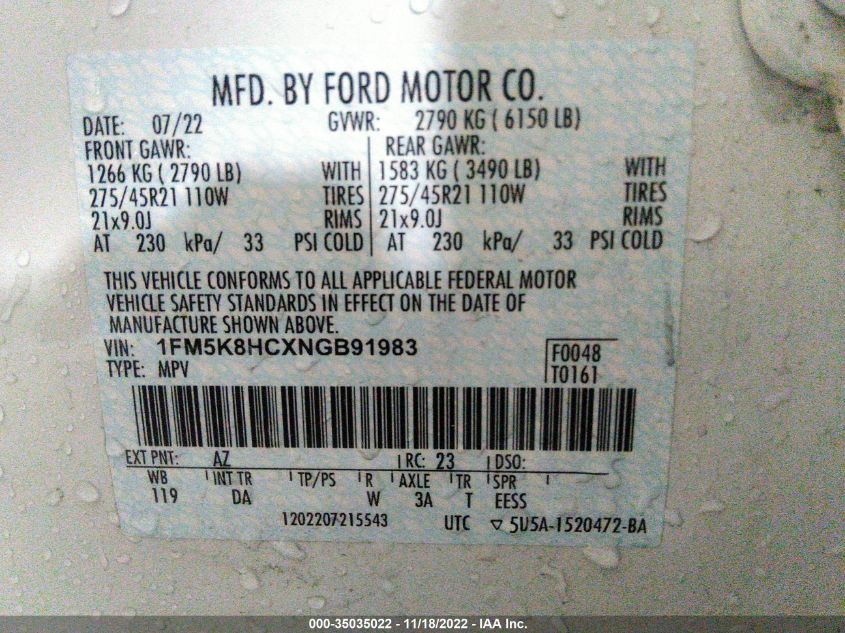 MFD. BY FORD MOTOR CO.
DATE: 07/22 GVWR: 2790 KG ( 6150 LB)
FRONT GAWR: REAR GAWR:
1266 KG ( 2790 LB) WITH 1583 KG ( 3490 LB) WITH
275/45R21 110W TIRES 275/45R21 110W TIRES
21x9.0J RIMS 21x9.0J RIMS
AT 230 kPa/ 33 PSI COLD AT 230 kPa/ 33 PSI COLD
THIS VEHICLE CONFORMS TO ALL APPLICABLE FEDERAL MOTOR
VEHICLE SAFETY STANDARDS IN EFFECT ON THE DATE OF
MANUFACTURE SHOWN ABOVE.
VIN: 1FM5K8HCXNGB91983 F0048
TYPE: MPV T0161
EXT PNT: AZ RC: 23 DSO:
WB INT TR TP/PS R AXLE TR SPR
119 DA W 3A T EESS
1202207215543 UTC ▽ 5U5A-1520472-BA
000-35035022 - 11/18/2022 - IAA Inc.